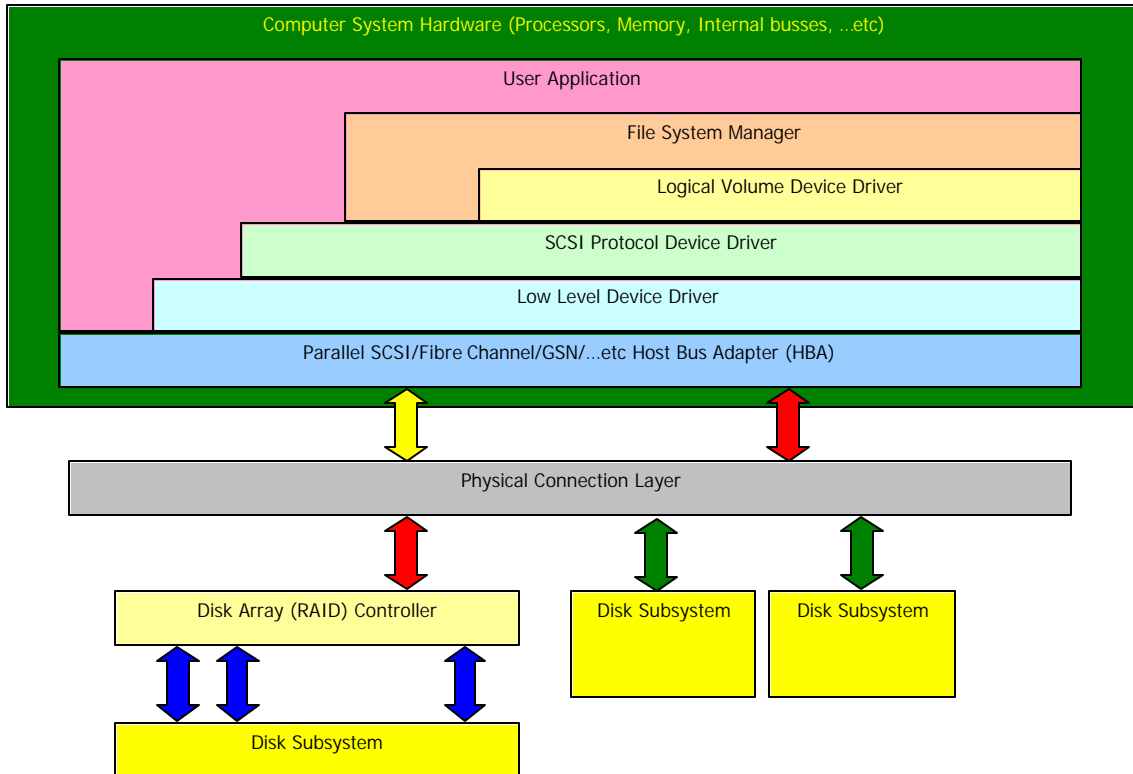 Computer System Hardware (Processors, Memory, Internal busses, ...etc)
User Application
File System Manager
Logical Volume Device Driver
SCSI Protocol Device Driver
Low Level Device Driver
Parallel SCSI/Fibre Channel/GSN/...etc Host Bus Adapter (HBA)
Physical Connection Layer
Disk Array (RAID) Controller
Disk Subsystem
Disk Subsystem
Disk Subsystem